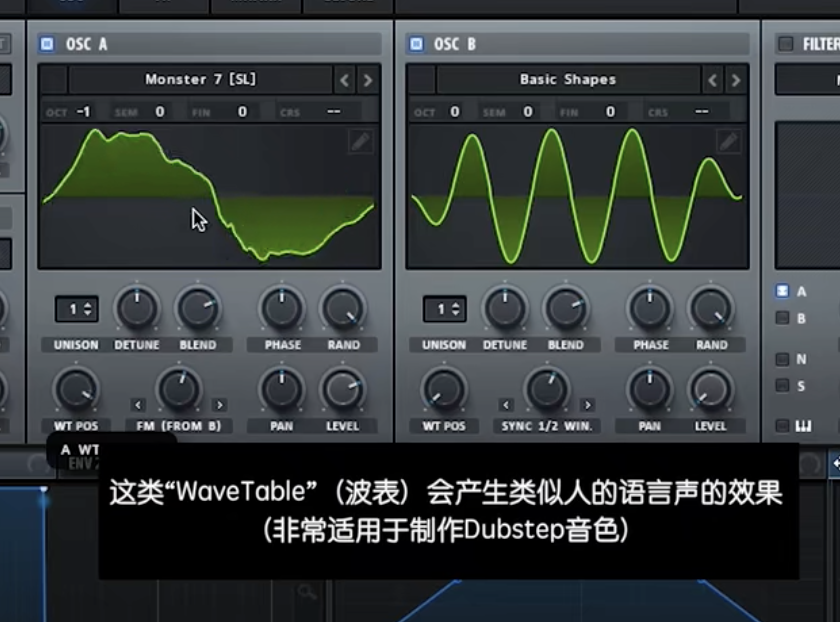 OSC A
OSC B
FILTER
Monster 7 [SL]
Basic Shapes
OCT -1 SEM 0 FIN 0 CRS --
OCT 0 SEM 0 FIN 0 CRS --
A
B
N
S
1
UNISON DETUNE BLEND PHASE RAND
1
UNISON DETUNE BLEND PHASE RAND
WT POS FM (FROM B) PAN LEVEL
WT POS SYNC 1/2 WIN. PAN LEVEL
A WT
ENV
这类“WaveTable”（波表）会产生类似人的语言声的效果
（非常适用于制作Dubstep音色）